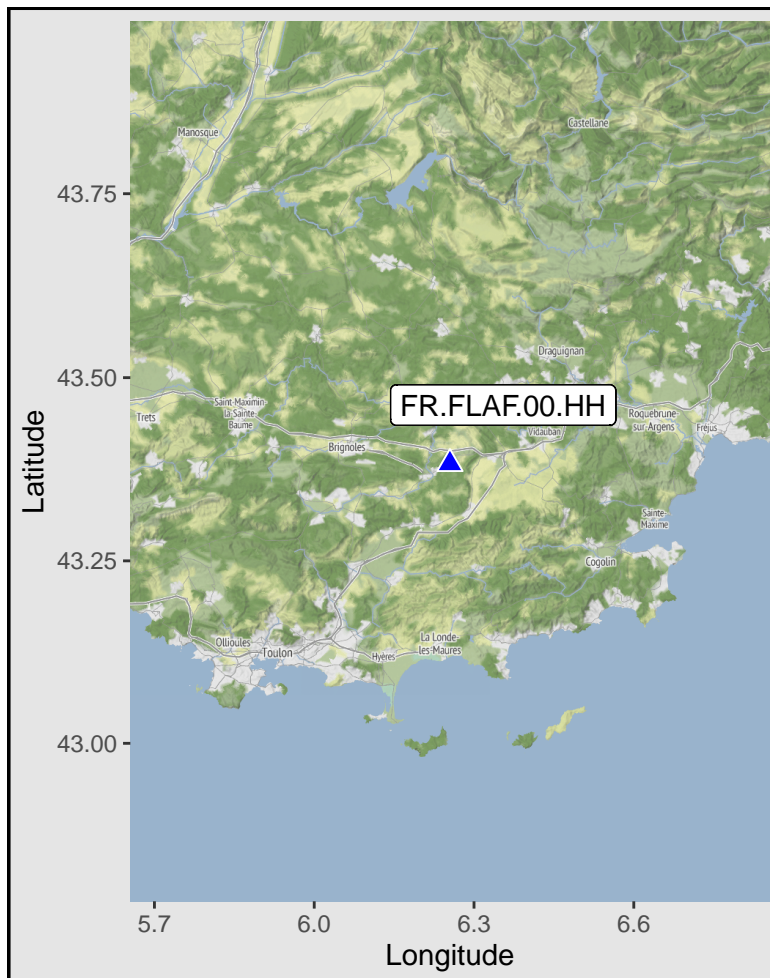 Manosque
Castellane
43.75
Draguignan
43.50
FR.FLAF.00.HH
Trets
Saint-Maximin-
la-Sainte
Baume
Brignoles
Vidauban
Roquebrune
-sur-Argens
Fréjus
Latitude
Sainte-
Maxime
43.25
Cogolin
Ollioules
Toulon
Hyères
La Londe-
les-Maures
43.00
5.7
6.0
6.3
6.6
Longitude